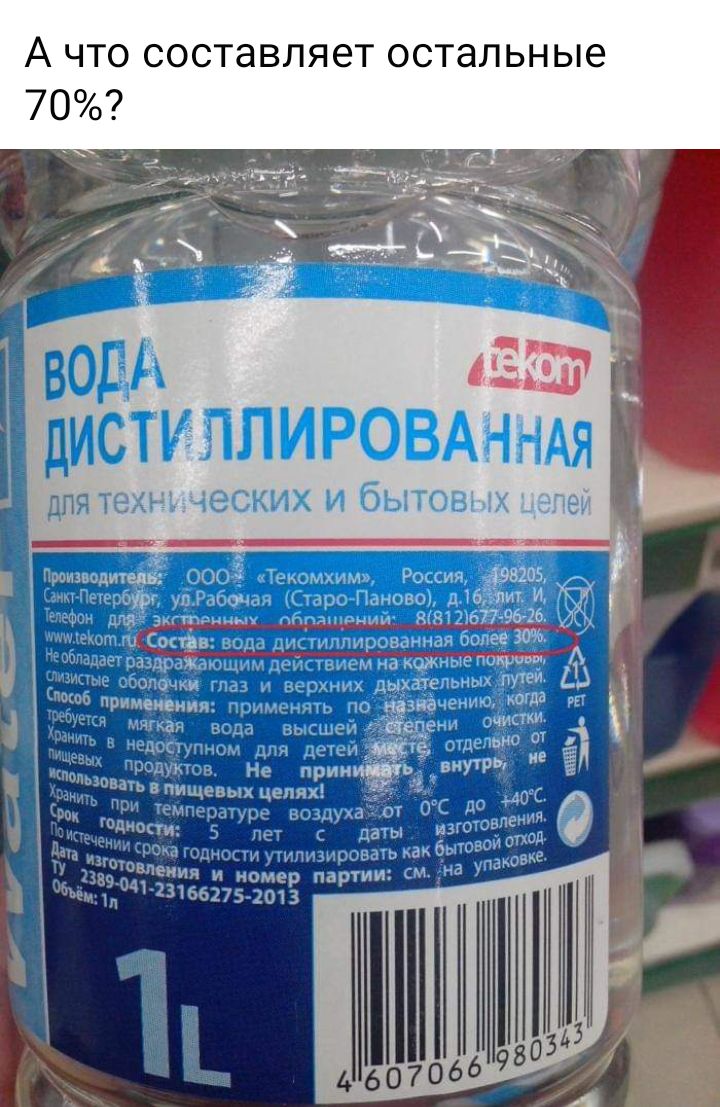 А что составляет остальные
70%?
ВОДА
tekom
ДИСТИЛЛИРОВАННАЯ
для технических и бытовых целей
Производитель: ООО «Текомхим», Россия, 198205,
Санкт-Петербург, ул.Рабочая (Старо-Паново), д.16, лит. И,
Телефон для экстренных обращений: 8(812)677-96-26.
www.tekom.ru Состав: вода дистиллированная более 30%.
Не обладает раздражающим действием на кожные покровы,
слизистые оболочки глаз и верхних дыхательных путей.
Способ применения: применять по назначению, когда
требуется мягкая вода высшей степени очистки.
Хранить в недоступном для детей месте, отдельно от
пищевых продуктов. Не принимать внутрь, не
использовать в пищевых целях!
Хранить при температуре воздуха от 0°С до +40°С.
Срок годности: 5 лет с даты изготовления.
По истечении срока годности утилизировать как бытовой отход.
Дата изготовления и номер партии: см. на упаковке.
ТУ 2389-041-23166275-2013
Объём: 1л
PET
1L
4 607066 980343